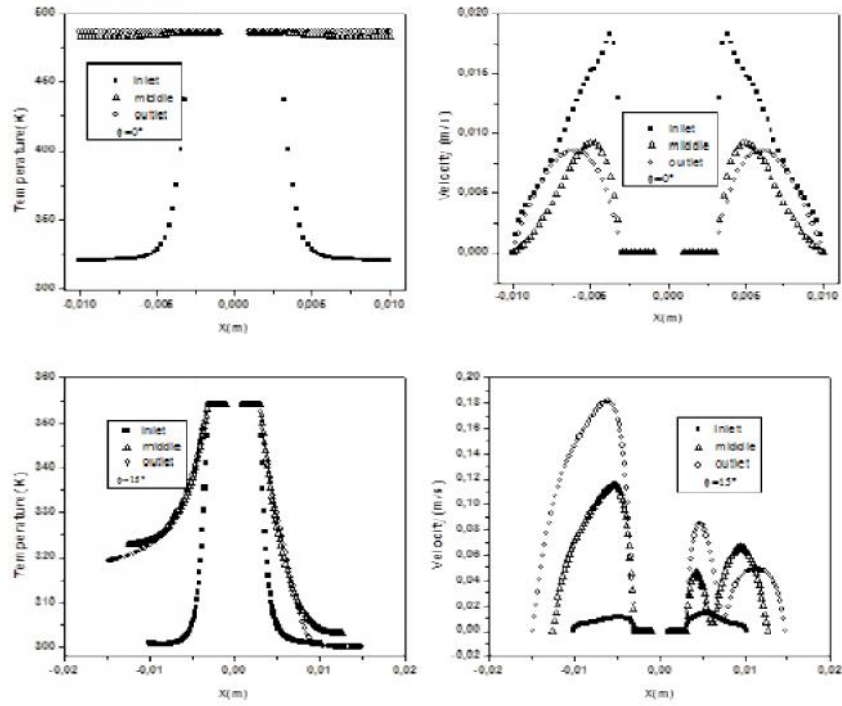 500
450
400
350
300
Temperature(K)
inlet
middle
outlet
ϕ=0°
-0,010 -0,005 0,000 0,005 0,010
X(m)
0,020
0,015
0,010
0,005
0,000
Velocity (m/s)
inlet
middle
outlet
ϕ=0°
-0,010 -0,005 0,000 0,005 0,010
X(m)
360
340
320
300
Temperature(K)
inlet
middle
outlet
ϕ=15°
-0,02 -0,01 0,00 0,01 0,02
X(m)
0,20
0,18
0,16
0,14
0,12
0,10
0,08
0,06
0,04
0,02
0,00
-0,02
Velocity (m/s)
inlet
middle
outlet
ϕ=15°
-0,02 -0,01 0,00 0,01 0,02
X(m)